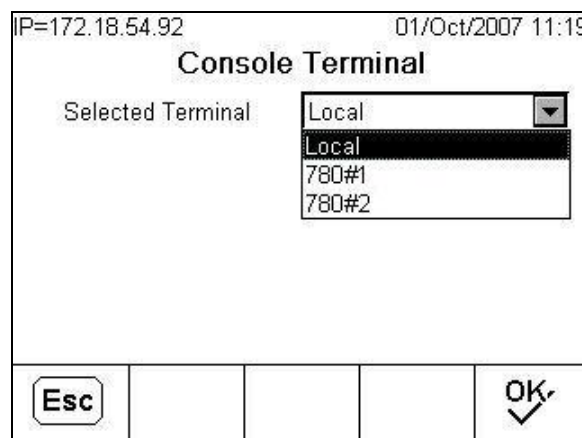 IP=172.18.54.92 01/Oct/2007 11:19
Console Terminal
Selected Terminal Local
Local
780#1
780#2
Esc OK